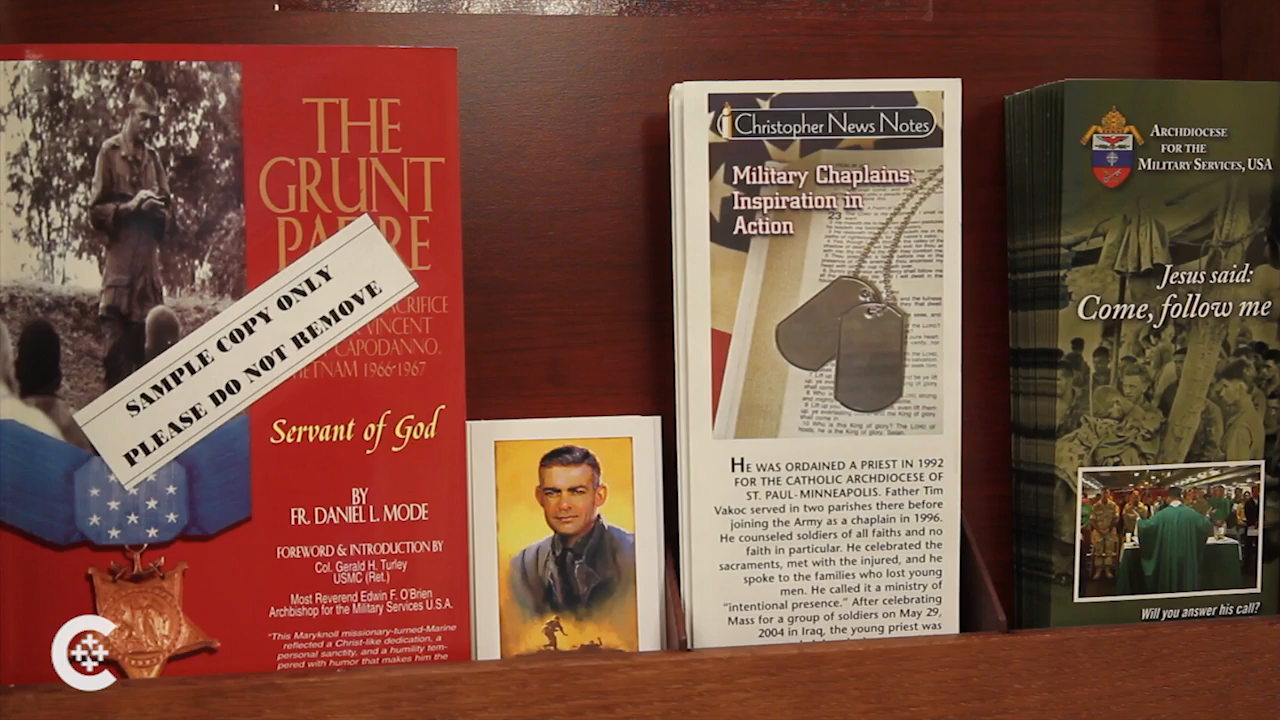 THE
GRUNT
PADRE
SAMPLE COPY ONLY
PLEASE DO NOT REMOVE
VINCENT
CAPODANNO,
VIETNAM 1966-1967
Servant of God
BY
FR. DANIEL L. MODE
FOREWORD & INTRODUCTION BY
Col. Gerald H. Turley
USMC (Ret.)
Most Reverend Edwin F. O'Brien
Archbishop for the Military Services U.S.A.
"This Maryknoll missionary-turned-Marine
reflected a Christ-like dedication, a
personal sanctity, and a humility tem-
pered with humor that makes him the
Christopher News Notes
Military Chaplains:
Inspiration in
Action
HE WAS ORDAINED A PRIEST IN 1992
FOR THE CATHOLIC ARCHDIOCESE OF
ST. PAUL-MINNEAPOLIS. Father Tim
Vakoc served in two parishes there before
joining the Army as a chaplain in 1996.
He counseled soldiers of all faiths and no
faith in particular. He celebrated the
sacraments, met with the injured, and he
spoke to the families who lost young
men. He called it a ministry of
"intentional presence." After celebrating
Mass for a group of soldiers on May 29,
2004 in Iraq, the young priest was
ARCHDIOCESE
FOR THE
MILITARY SERVICES, USA
Jesus said:
Come, follow me
Will you answer his call?